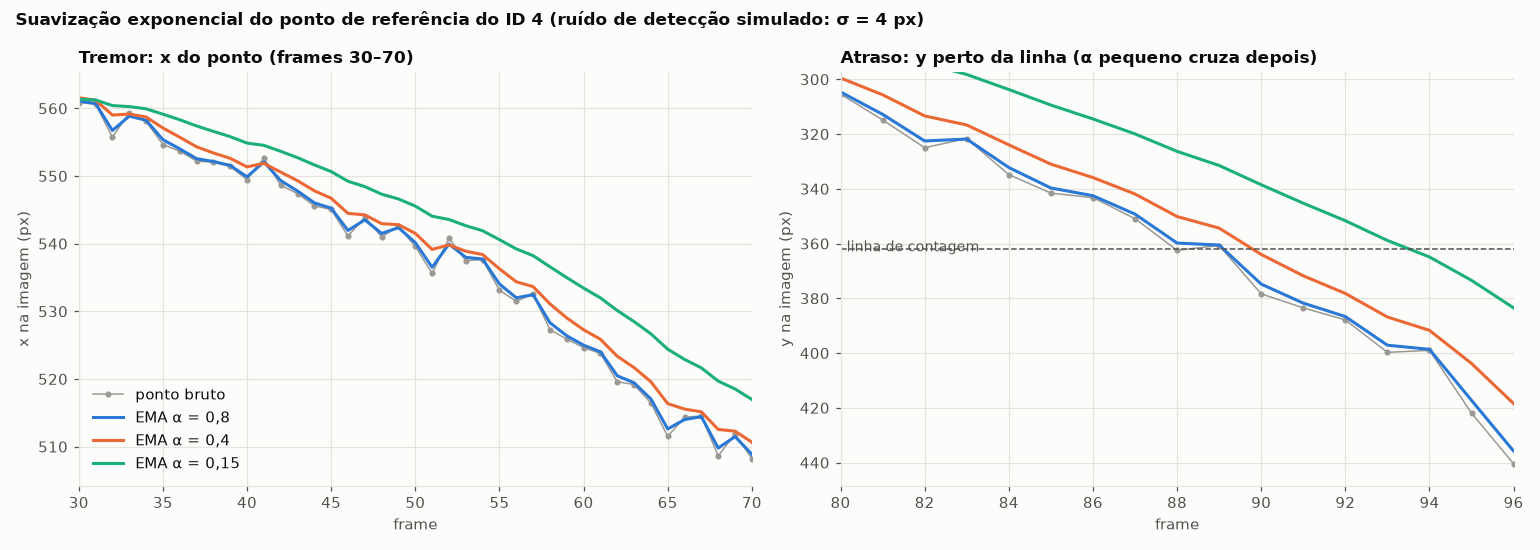 Suavização exponencial do ponto de referência do ID 4 (ruído de detecção simulado: σ = 4 px)
Tremor: x do ponto (frames 30–70)
x na imagem (px)
560
550
540
530
520
510
ponto bruto
EMA α = 0,8
EMA α = 0,4
EMA α = 0,15
30 35 40 45 50 55 60 65 70
frame
Atraso: y perto da linha (α pequeno cruza depois)
y na imagem (px)
300
320
340
360
380
400
420
440
linha de contagem
80 82 84 86 88 90 92 94 96
frame